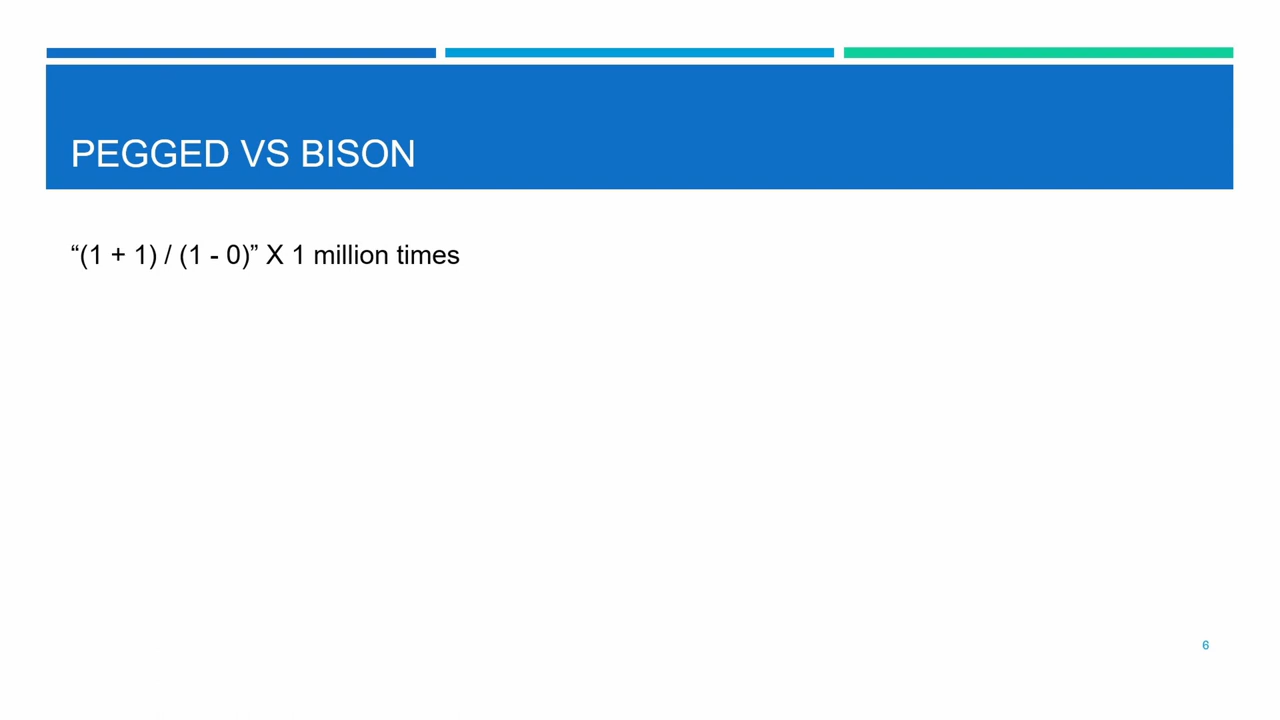 PEGGED VS BISON
“(1 + 1) / (1 - 0)” X 1 million times
6